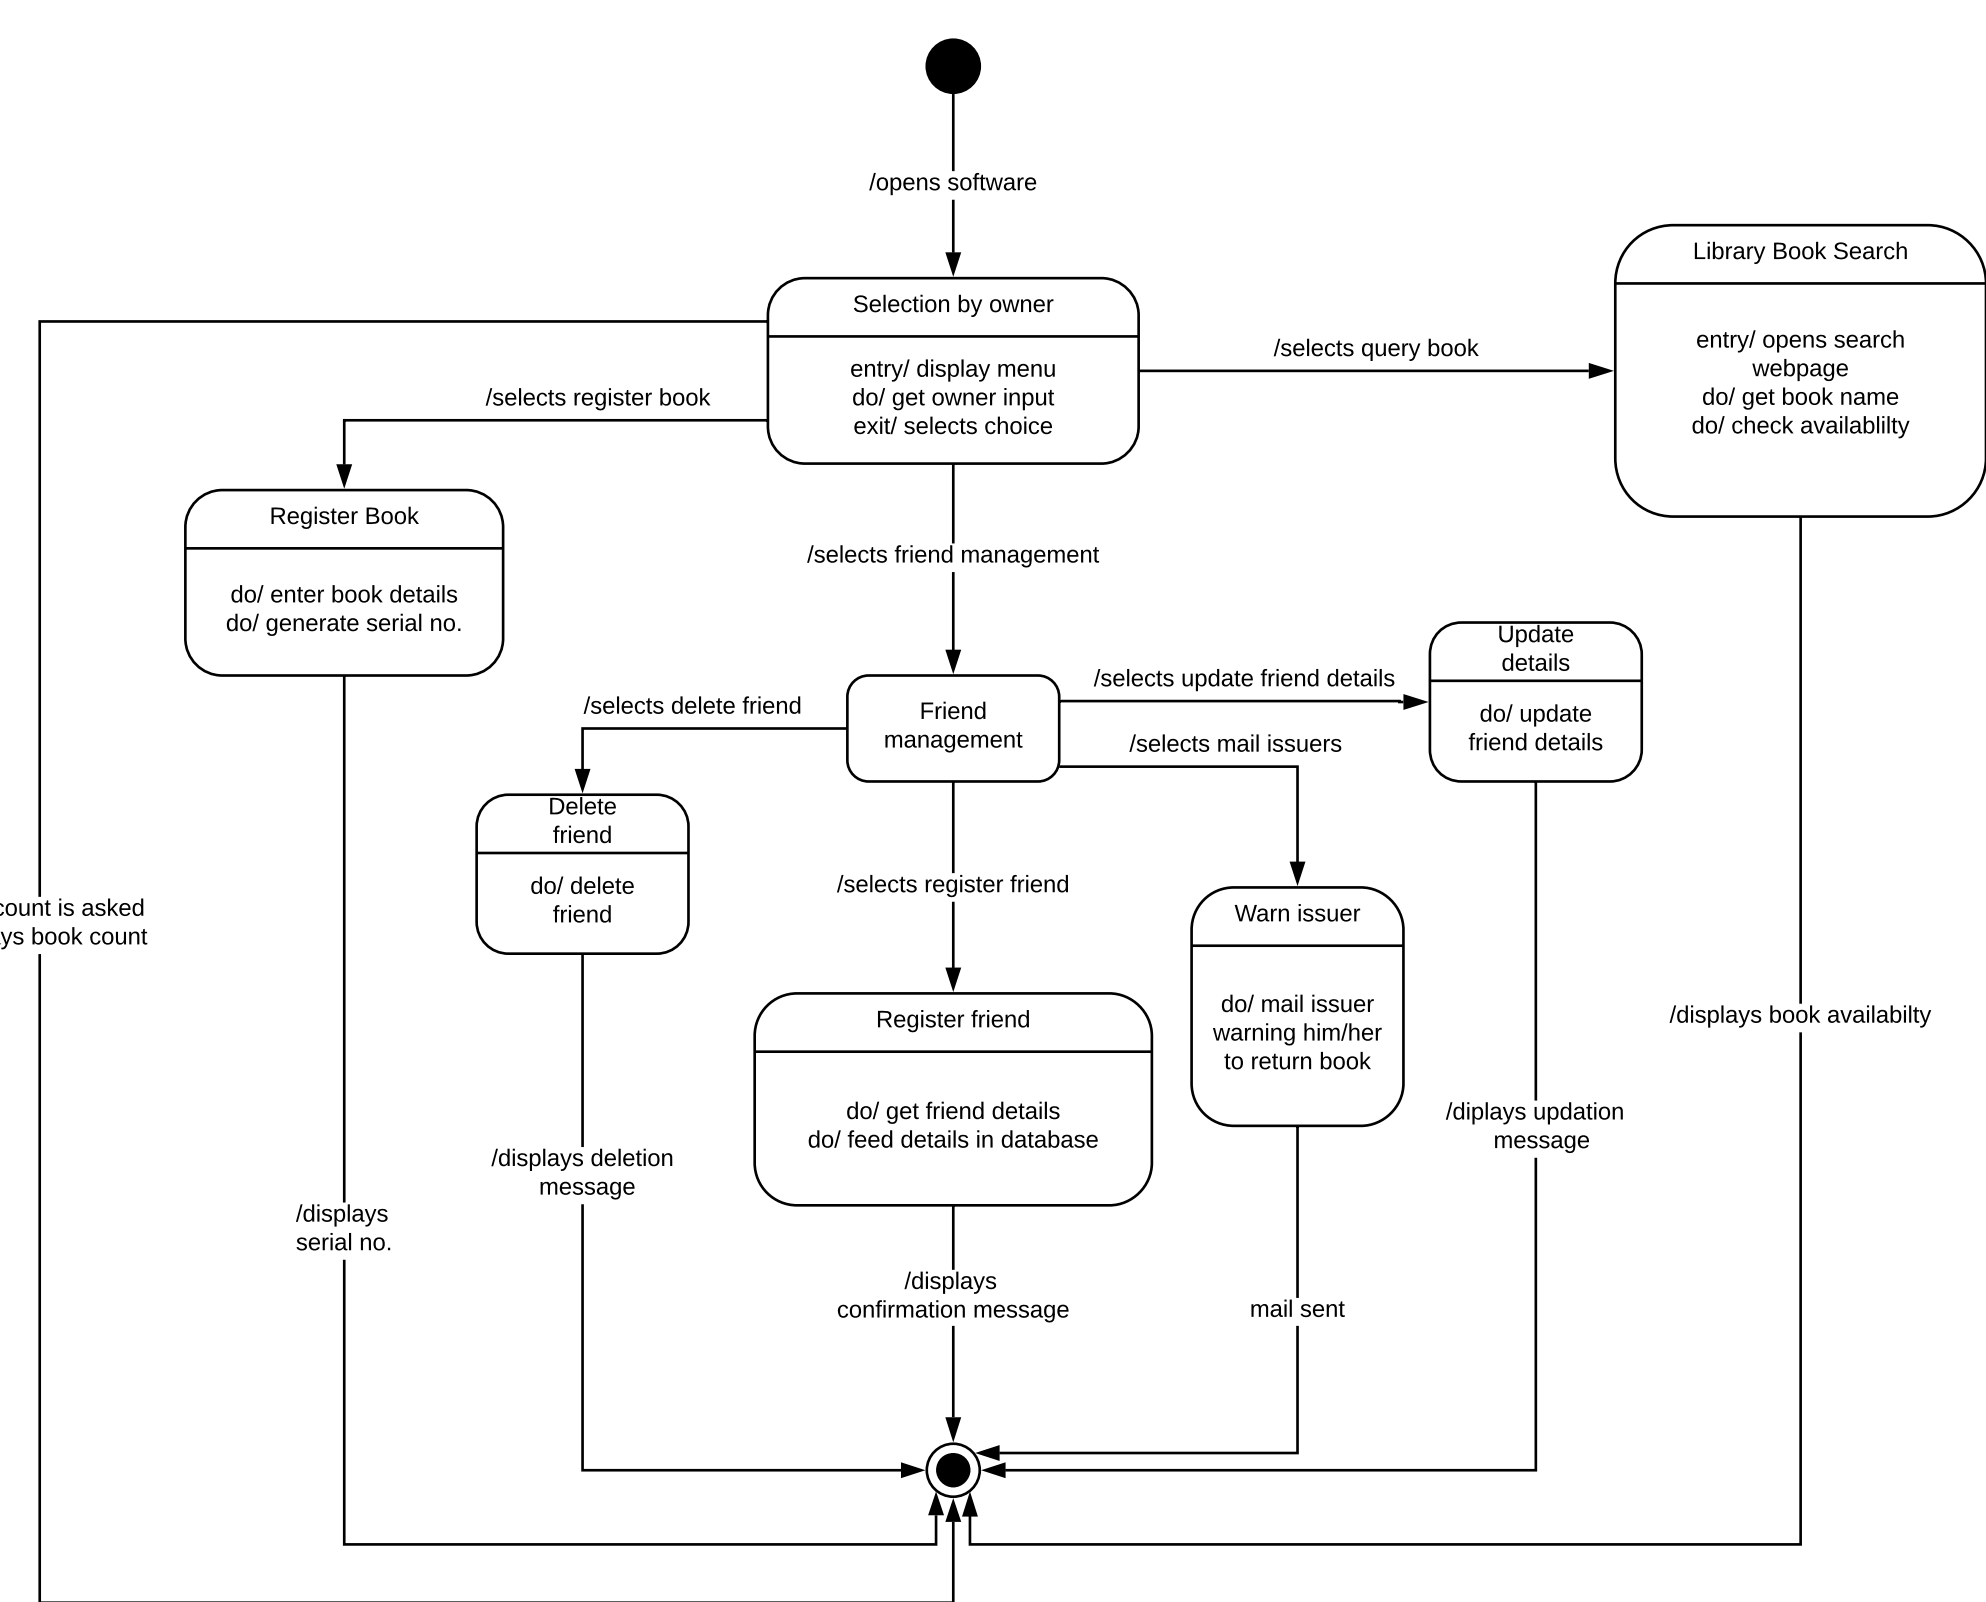 /opens software
Library Book Search
entry/ opens search
webpage
do/ get book name
do/ check availablilty
Selection by owner
entry/ display menu
do/ get owner input
exit/ selects choice
/selects query book
/selects register book
Register Book
do/ enter book details
do/ generate serial no.
/selects friend management
Update
details
do/ update
friend details
/selects update friend details
/selects delete friend
Friend
management
/selects mail issuers
Delete
friend
do/ delete
friend
/selects register friend
count is asked
book count
Warn issuer
do/ mail issuer
warning him/her
to return book
Register friend
do/ get friend details
do/ feed details in database
/displays book availabilty
/diplays updation
message
/displays deletion
message
/displays
serial no.
/displays
confirmation message
mail sent